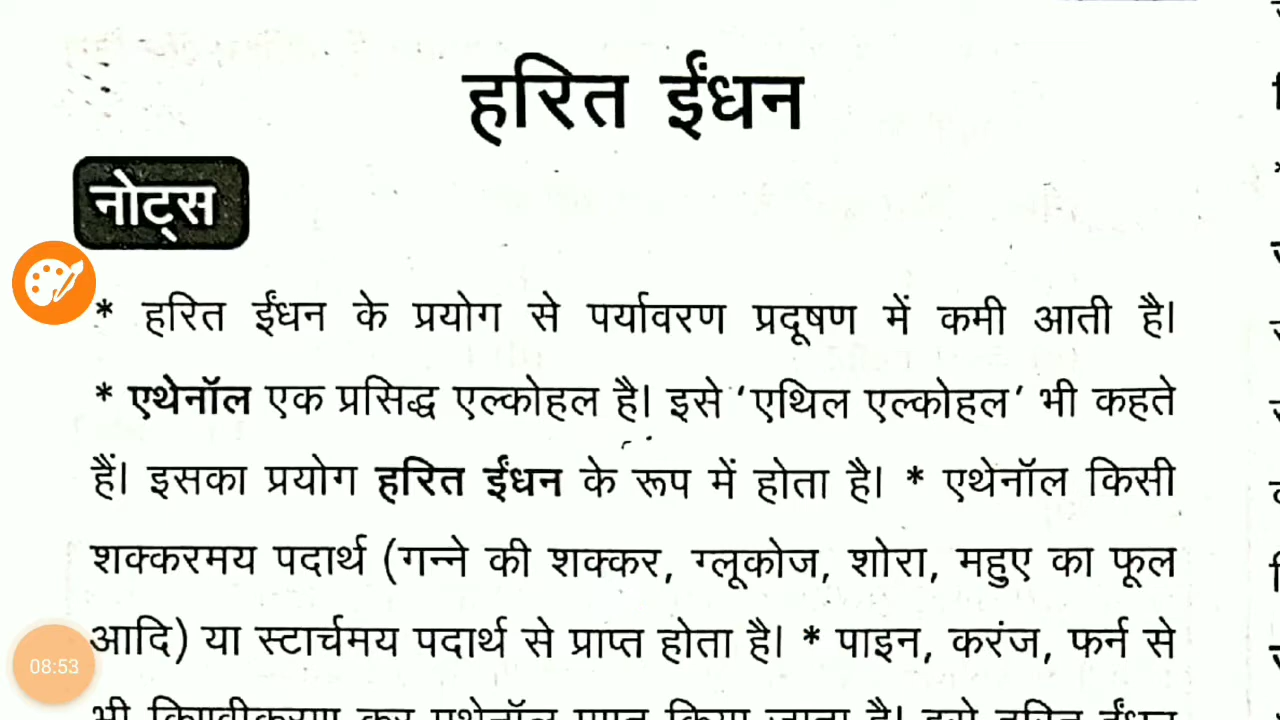 हरित ईंधन
नोट्स
* हरित ईंधन के प्रयोग से पर्यावरण प्रदूषण में कमी आती है।
* एथेनॉल एक प्रसिद्ध एल्कोहल है। इसे ‘एथिल एल्कोहल’ भी कहते
हैं। इसका प्रयोग हरित ईंधन के रूप में होता है। * एथेनॉल किसी
शक्करमय पदार्थ (गन्ने की शक्कर, ग्लूकोज, शोरा, महुए का फूल
आदि) या स्टार्चमय पदार्थ से प्राप्त होता है। * पाइन, करंज, फर्न से
08:53